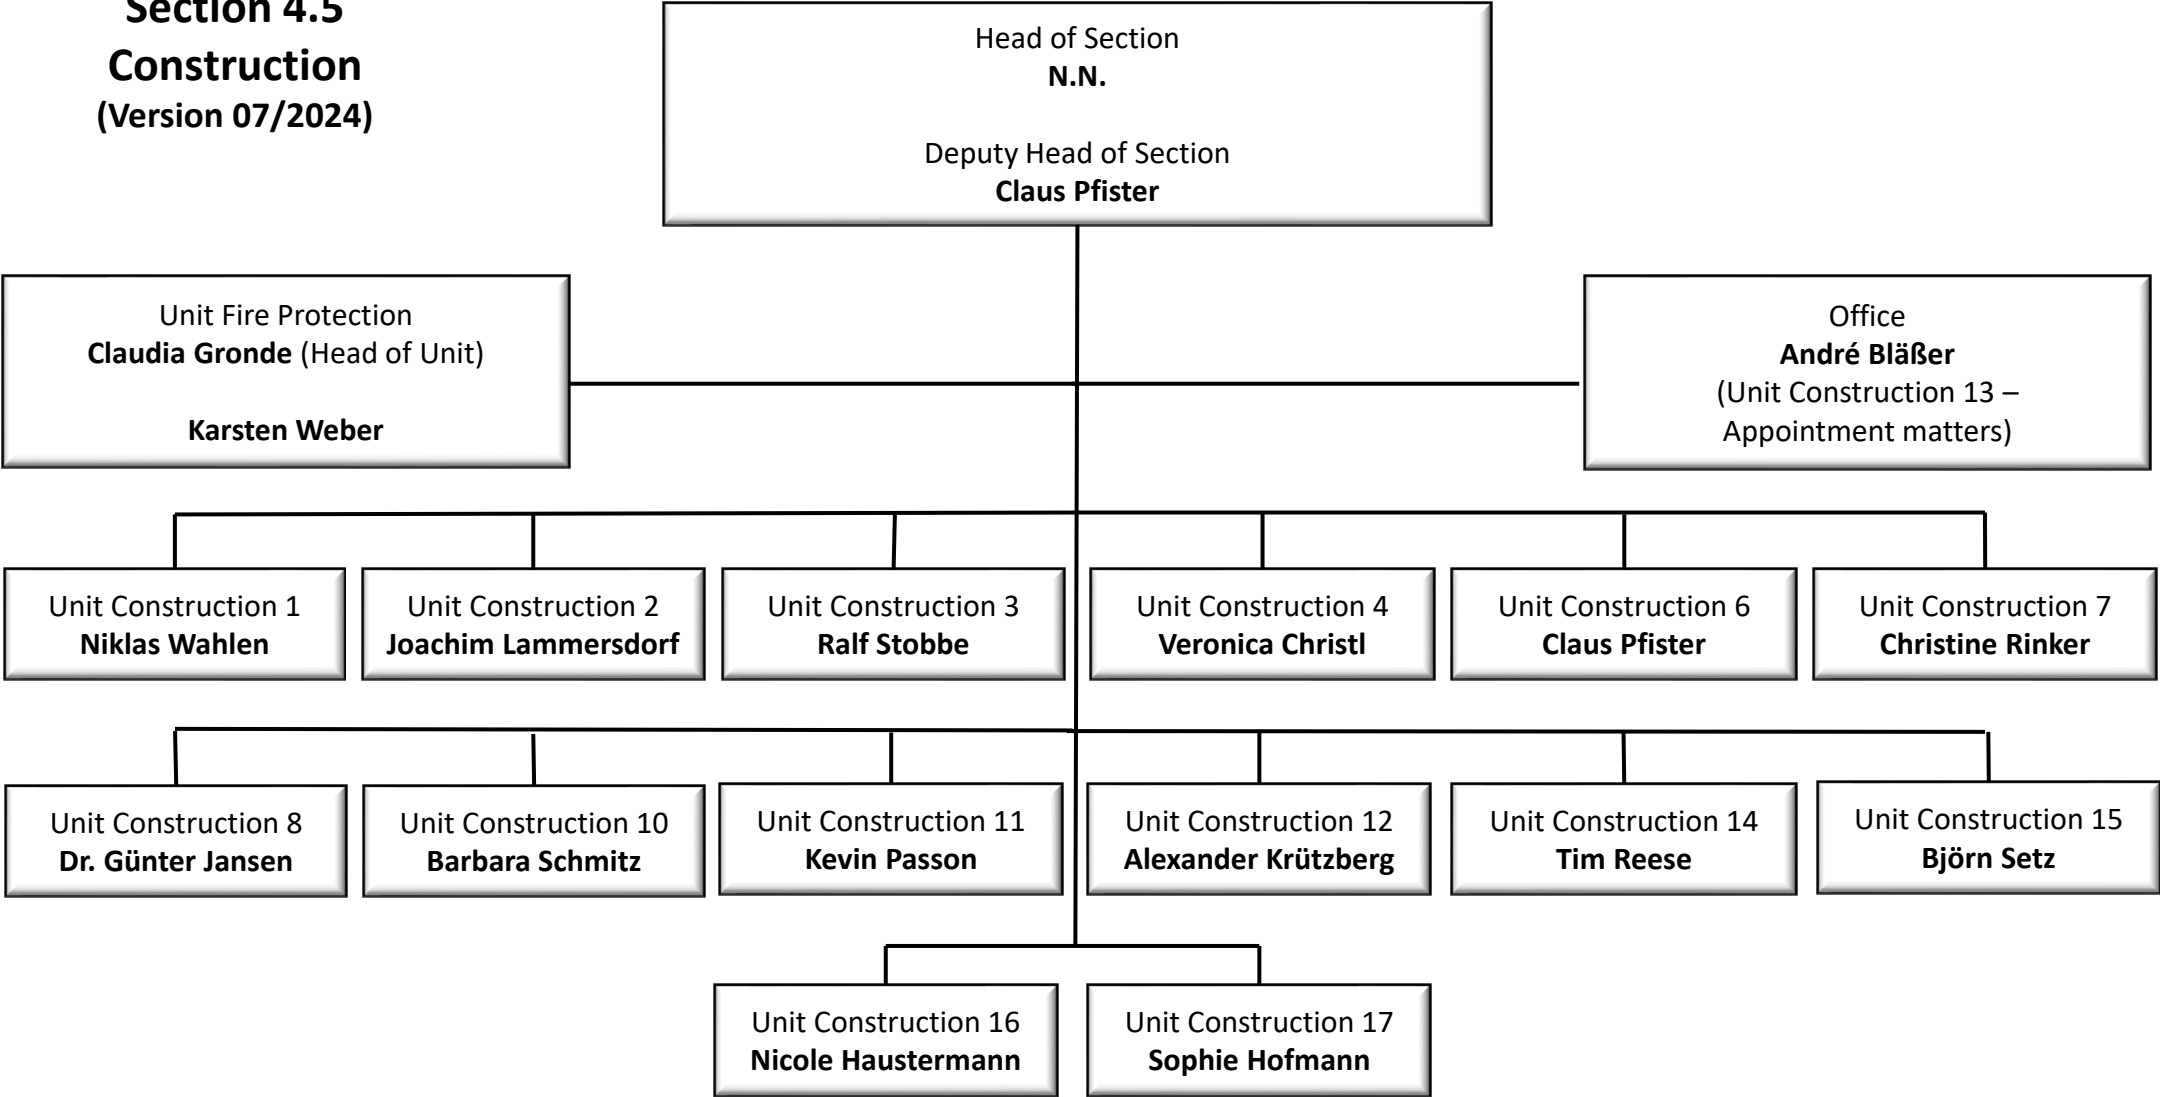 Section 4.5
Construction
(Version 07/2024)
Head of Section
N.N.
Deputy Head of Section
Claus Pfister
Unit Fire Protection
Claudia Gronde (Head of Unit)
Karsten Weber
Office
André Bläßer
(Unit Construction 13 –
Appointment matters)
Unit Construction 1
Niklas Wahlen
Unit Construction 2
Joachim Lammersdorf
Unit Construction 3
Ralf Stobbe
Unit Construction 4
Veronica Christl
Unit Construction 6
Claus Pfister
Unit Construction 7
Christine Rinker
Unit Construction 8
Dr. Günter Jansen
Unit Construction 10
Barbara Schmitz
Unit Construction 11
Kevin Passon
Unit Construction 12
Alexander Krützberg
Unit Construction 14
Tim Reese
Unit Construction 15
Björn Setz
Unit Construction 16
Nicole Haustermann
Unit Construction 17
Sophie Hofmann